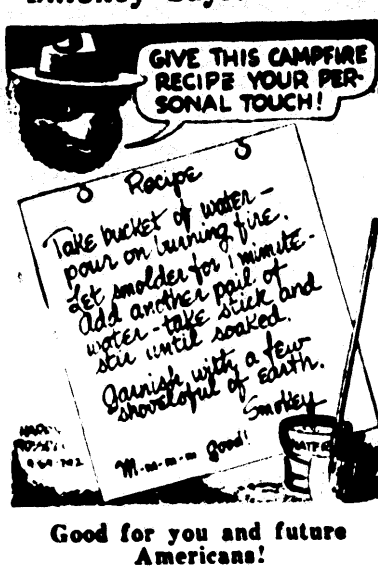 Smokey Says:
GIVE THIS CAMPFIRE
RECIPE YOUR PER-
SONAL TOUCH!
Recipe
Take bucket of water -
pour on burning fire.
Let smolder for 1 minute.
Add another pail of
water - take stick and
stir until soaked.
Garnish with a few
shovelsful of earth.
Smokey
M-m-m-m Good!
WATER
Good for you and future
Americans!